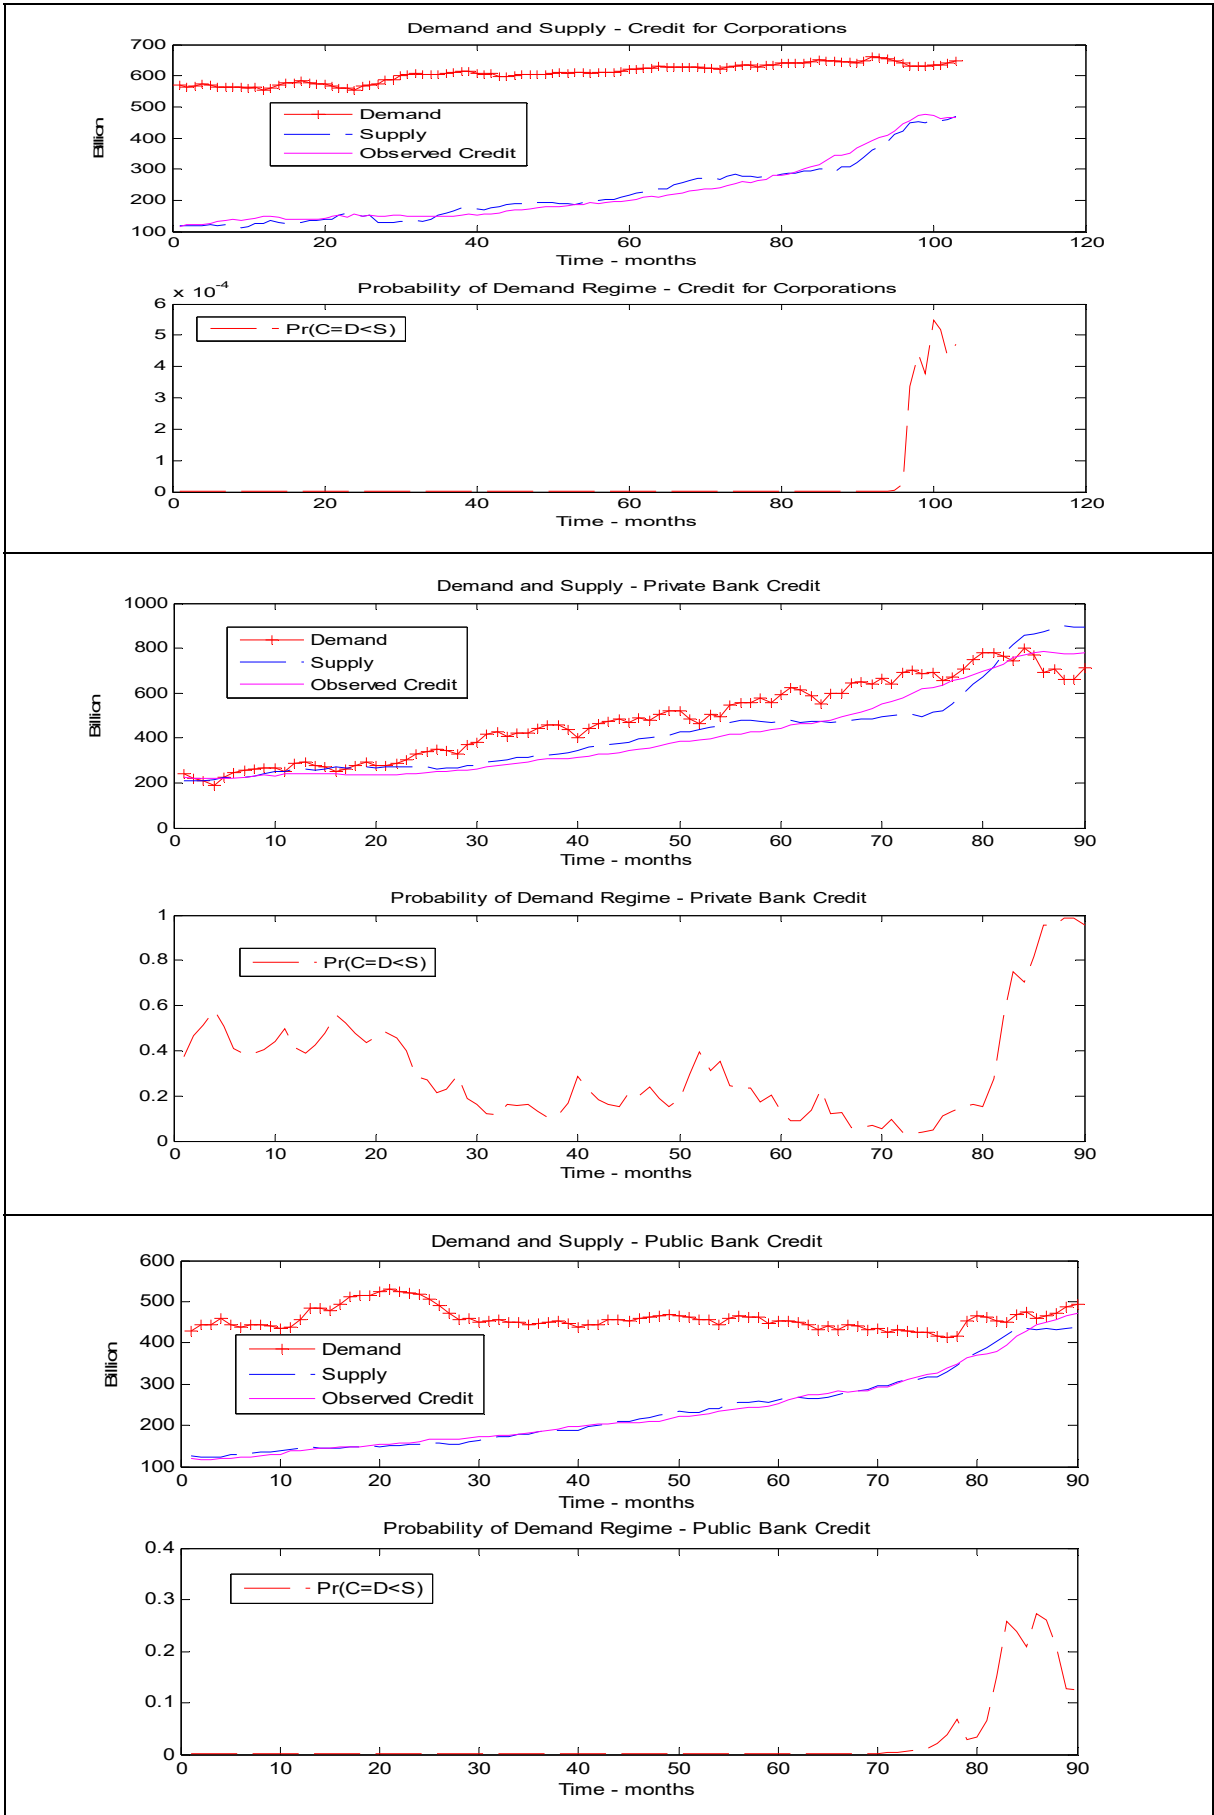 Demand and Supply - Credit for Corporations
700
600
500
400
300
200
100
Billion
Demand
Supply
Observed Credit
0 20 40 60 80 100 120
Time - months
Probability of Demand Regime - Credit for Corporations
x 10-4
6
5
4
3
2
1
0
Pr(C=D<S)
0 20 40 60 80 100 120
Time - months
Demand and Supply - Private Bank Credit
1000
800
600
400
200
0
Billion
Demand
Supply
Observed Credit
0 10 20 30 40 50 60 70 80 90
Time - months
Probability of Demand Regime - Private Bank Credit
1
0.8
0.6
0.4
0.2
0
Pr(C=D<S)
0 10 20 30 40 50 60 70 80 90
Time - months
Demand and Supply - Public Bank Credit
600
500
400
300
200
100
Billion
Demand
Supply
Observed Credit
0 10 20 30 40 50 60 70 80 90
Time - months
Probability of Demand Regime - Public Bank Credit
0.4
0.3
0.2
0.1
0
Pr(C=D<S)
0 10 20 30 40 50 60 70 80 90
Time - months